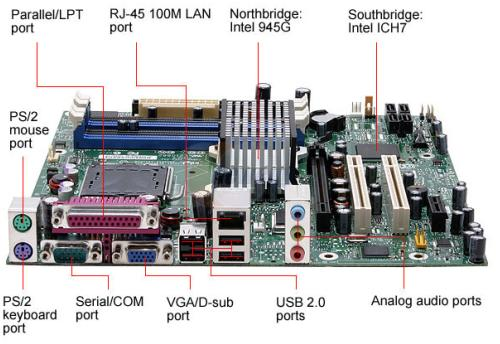 Parallel/LPT
port
RJ-45 100M LAN
port
Northbridge:
Intel 945G
Southbridge:
Intel ICH7
PS/2
mouse
port
PS/2
keyboard
port
Serial/COM
port
VGA/D-sub
port
USB 2.0
ports
Analog audio ports